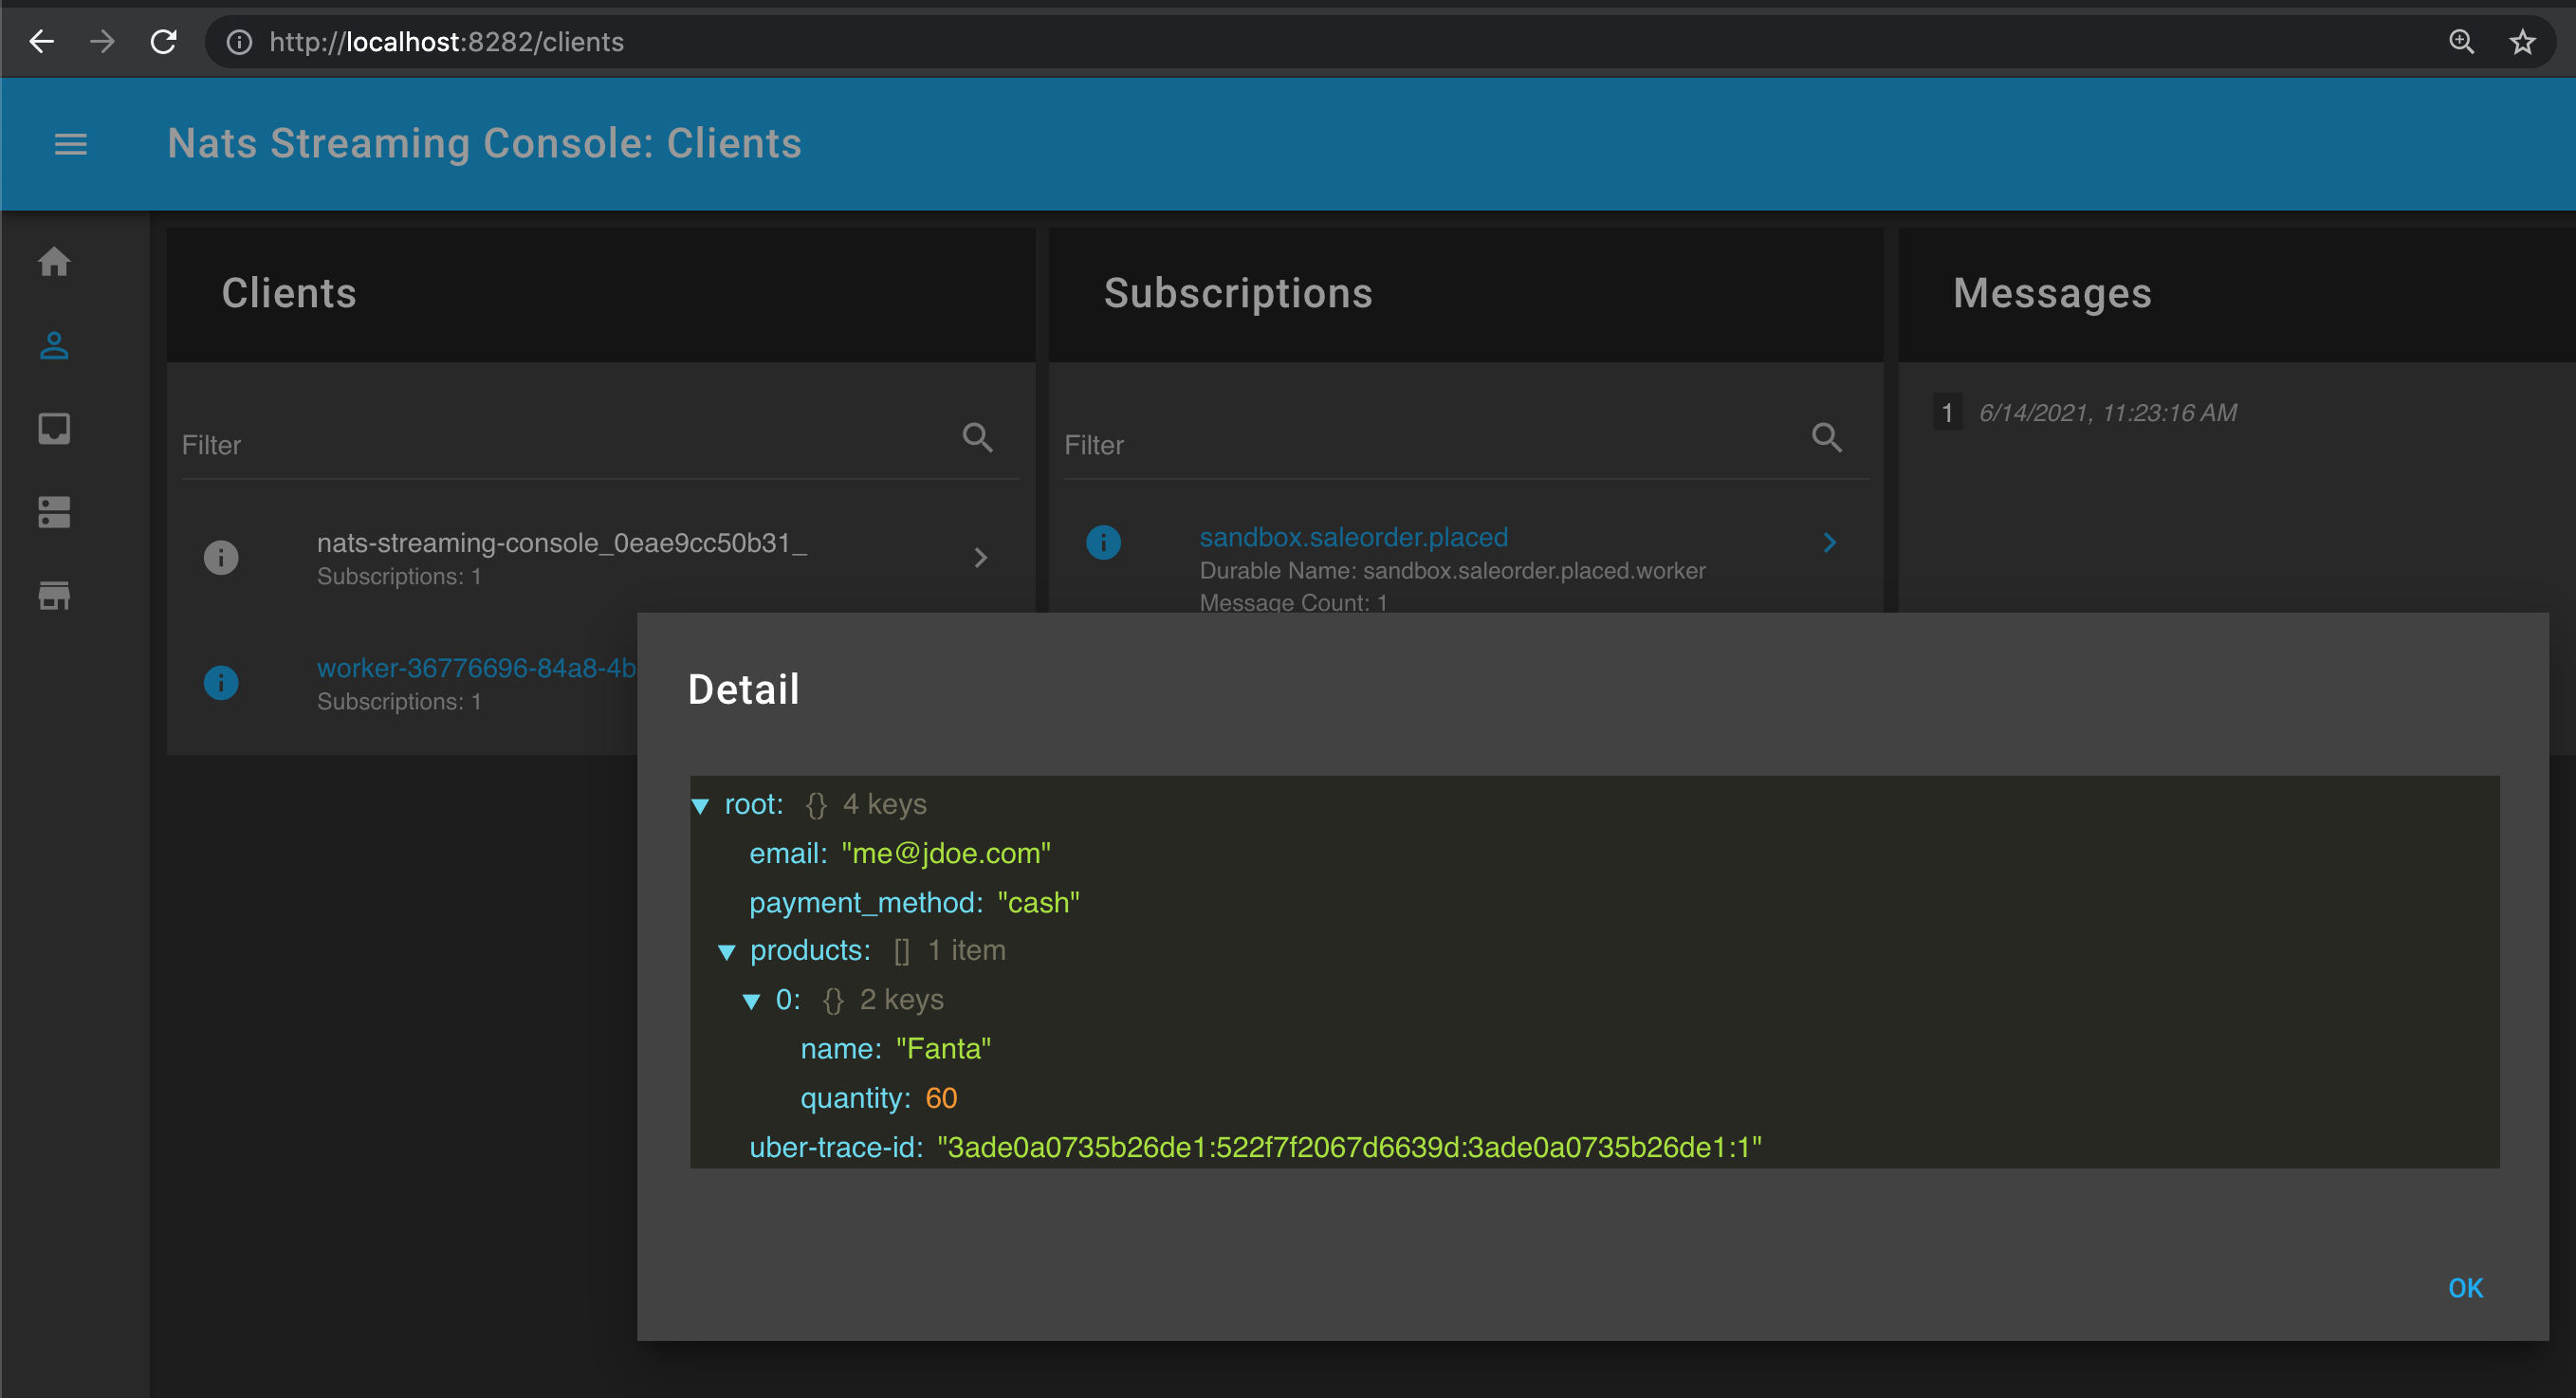 http://localhost:8282/clients
Nats Streaming Console: Clients
Clients
Filter
nats-streaming-console_0eae9cc50b31_
Subscriptions: 1
worker-36776696-84a8-4b
Subscriptions: 1
Subscriptions
Filter
sandbox.saleorder.placed
Durable Name: sandbox.saleorder.placed.worker
Message Count: 1
Messages
1 6/14/2021, 11:23:16 AM
Detail
root: {} 4 keys
email: "me@jdoe.com"
payment_method: "cash"
products: [] 1 item
0: {} 2 keys
name: "Fanta"
quantity: 60
uber-trace-id: "3ade0a0735b26de1:522f7f2067d6639d:3ade0a0735b26de1:1"
OK